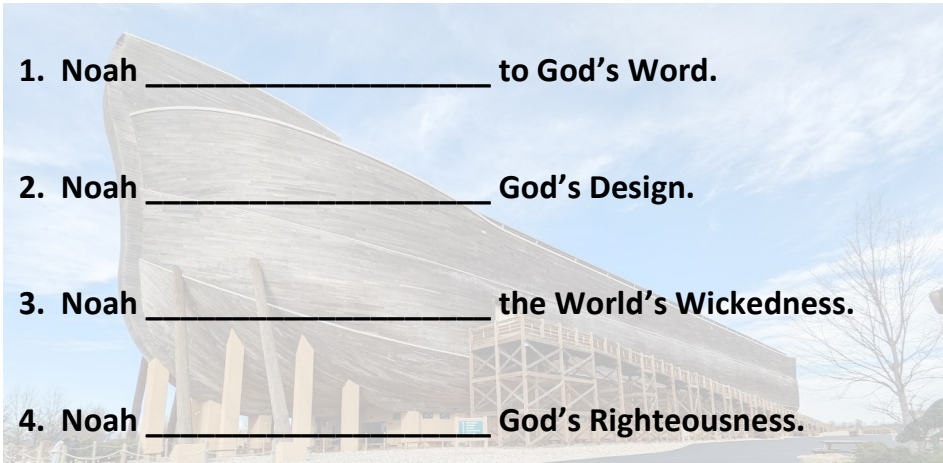 1. Noah ____________________ to God’s Word.
2. Noah ____________________ God’s Design.
3. Noah ____________________ the World’s Wickedness.
4. Noah ____________________ God’s Righteousness.